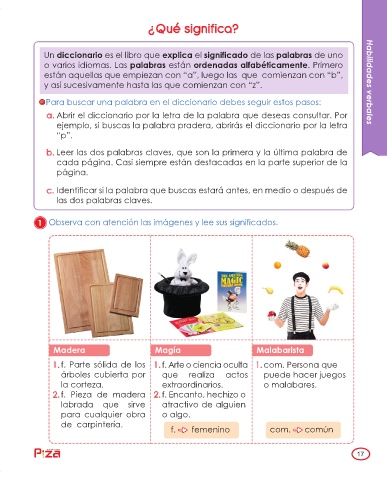 ¿Qué significa?
Un diccionario es el libro que explica el significado de las palabras de uno
o varios idiomas. Las palabras están ordenadas alfabéticamente. Primero
están aquellas que empiezan con “a”, luego las que comienzan con “b”,
y así sucesivamente hasta las que comienzan con “z”.
Para buscar una palabra en el diccionario debes seguir estos pasos:
a. Abrir el diccionario por la letra de la palabra que deseas consultar. Por
ejemplo, si buscas la palabra pradera, abrirás el diccionario por la letra
“p”.
b. Leer las dos palabras claves, que son la primera y la última palabra de
cada página. Casi siempre están destacadas en la parte superior de la
página.
c. Identificar si la palabra que buscas estará antes, en medio o después de
las dos palabras claves.
Habilidades verbales
1 Observa con atención las imágenes y lee sus significados.
MAGIC
Madera
1. f. Parte sólida de los
árboles cubierta por
la corteza.
2. f. Pieza de madera
labrada que sirve
para cualquier obra
de carpintería.
Magia
1. f. Arte o ciencia oculta
que realiza actos
extraordinarios.
2. f. Encanto, hechizo o
atractivo de alguien
o algo.
Malabarista
1. com. Persona que
puede hacer juegos
o malabares.
f. femenino
com. común
Piza
17